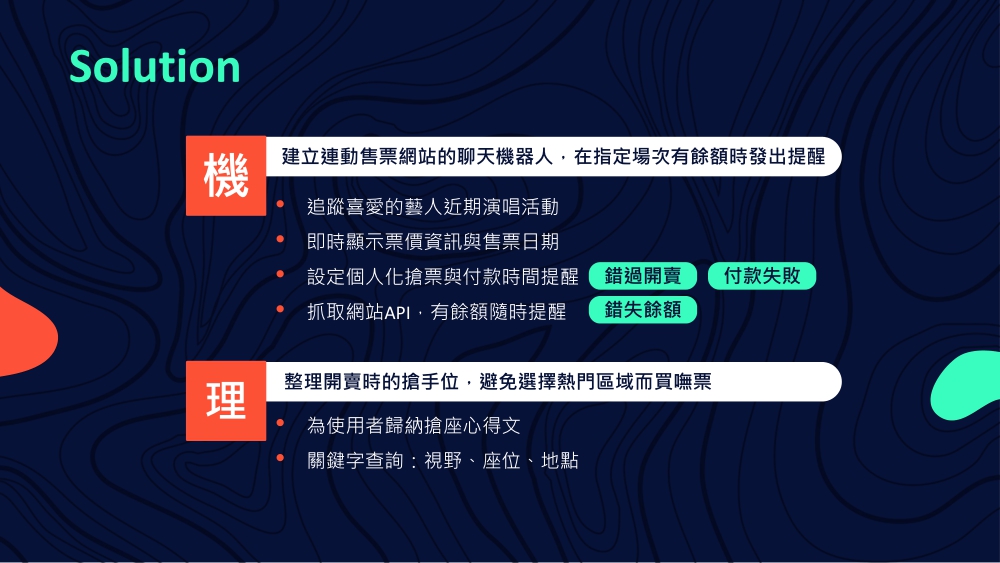 Solution
機
建立連動售票網站的聊天機器人，在指定場次有餘額時發出提醒
• 追蹤喜愛的藝人近期演唱活動
• 即時顯示票價資訊與售票日期
• 設定個人化搶票與付款時間提醒 錯過開賣 付款失敗
• 抓取網站API，有餘額隨時提醒 錯失餘額
理
整理開賣時的搶手位，避免選擇熱門區域而買嘸票
• 為使用者歸納搶座心得文
• 關鍵字查詢：視野、座位、地點